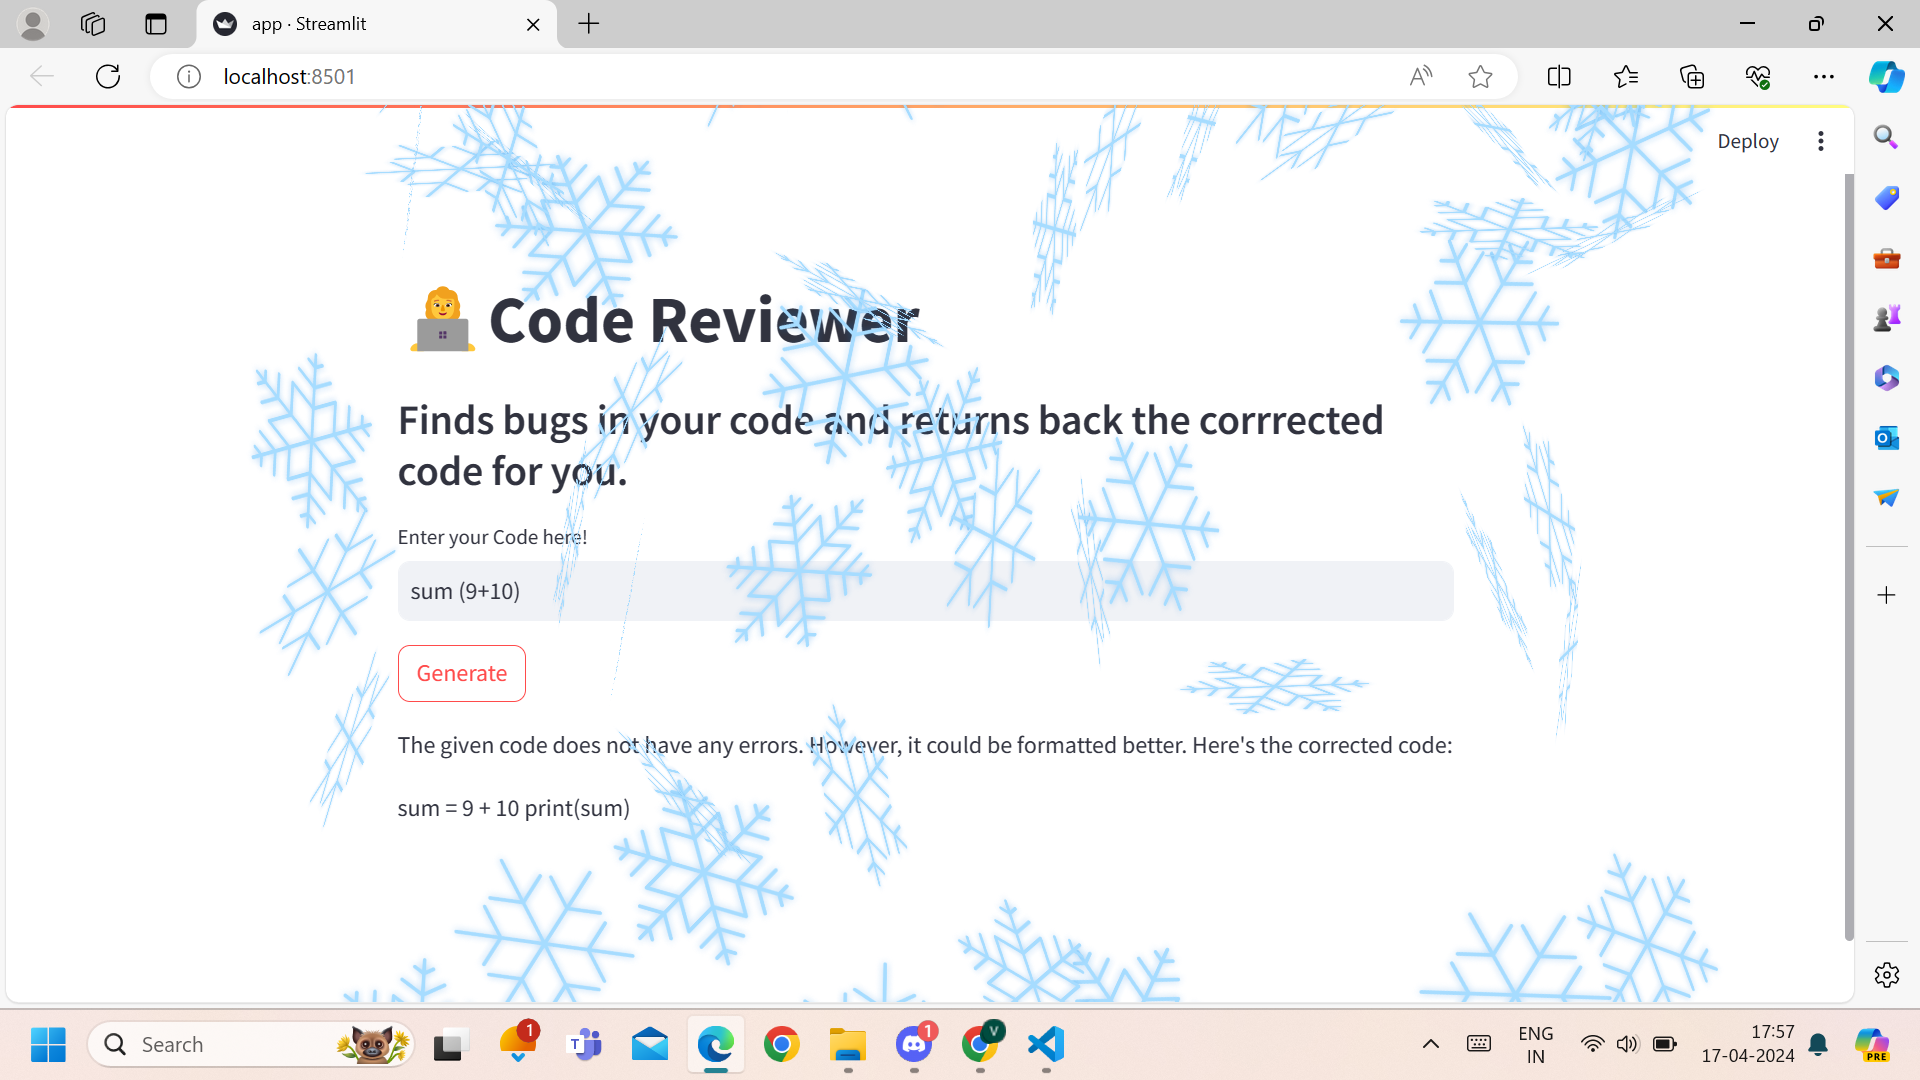 app · Streamlit
localhost:8501
Deploy
Code Reviewer
Finds bugs in your code and returns back the corrrected
code for you.
Enter your Code here!
sum (9+10)
Generate
The given code does not have any errors. However, it could be formatted better. Here's the corrected code:
sum = 9 + 10 print(sum)
Search
1
T
1
V
ENG
IN
17:57
17-04-2024
PRE